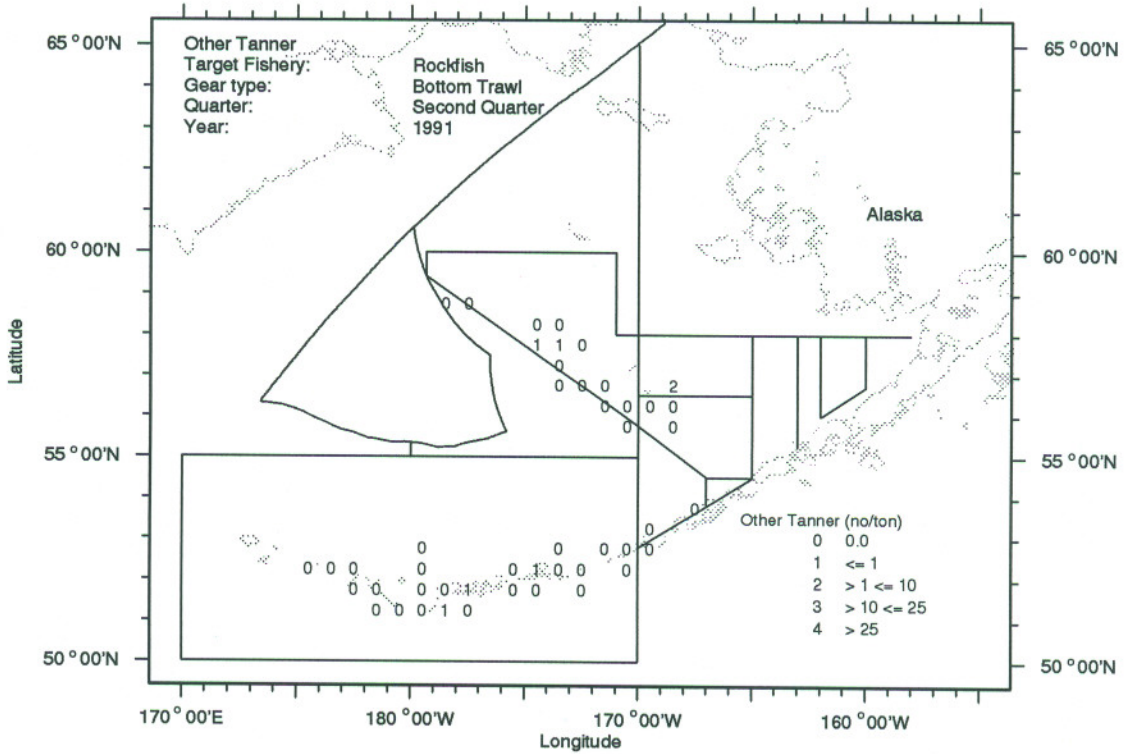 65 °00'N
65 °00'N
Other Tanner
Target Fishery: Rockfish
Gear type: Bottom Trawl
Quarter: Second Quarter
Year: 1991
Alaska
60 °00'N
60 °00'N
0 0
0 0
1 1 0
0
0 0 0 2
0 0 0 0
0 0
Latitude
55 °00'N
55 °00'N
0
0
0 0 0 0 0 0
0 0 0 0 0 1 0 0 0
0 0 0 0 1 0 0 0 0
0 0 0 1 0
Other Tanner (no/ton)
0 0.0
1 <= 1
2 > 1 <= 10
3 > 10 <= 25
4 > 25
50 °00'N
50 °00'N
170 °00'E
180 °00'W
170 °00'W
160 °00'W
Longitude